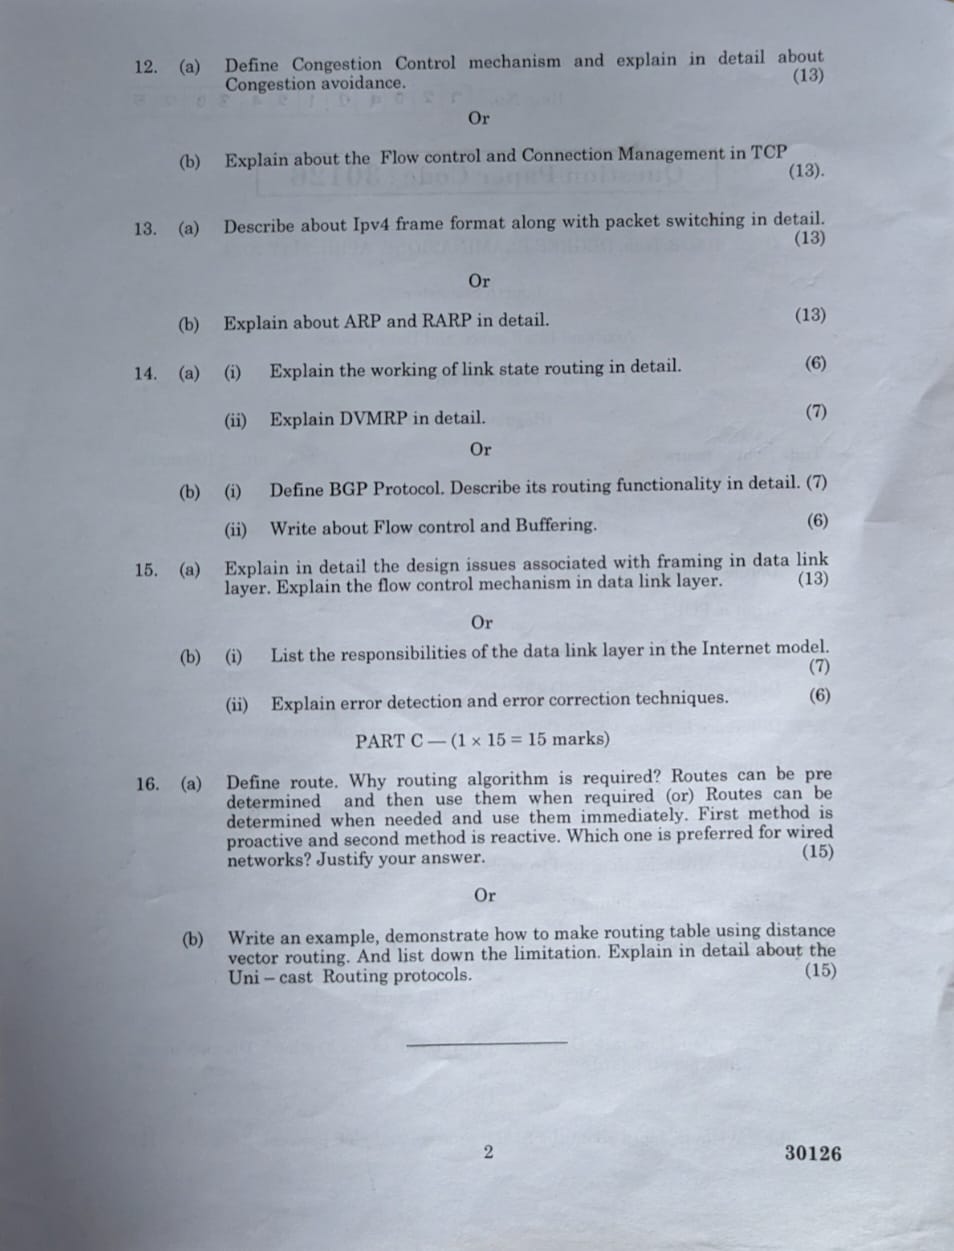 12. (a) Define Congestion Control mechanism and explain in detail about
Congestion avoidance. (13)
Or
(b) Explain about the Flow control and Connection Management in TCP
(13).
13. (a) Describe about Ipv4 frame format along with packet switching in detail.
(13)
Or
(b) Explain about ARP and RARP in detail. (13)
14. (a) (i) Explain the working of link state routing in detail. (6)
(ii) Explain DVMRP in detail. (7)
Or
(b) (i) Define BGP Protocol. Describe its routing functionality in detail. (7)
(ii) Write about Flow control and Buffering. (6)
15. (a) Explain in detail the design issues associated with framing in data link
layer. Explain the flow control mechanism in data link layer. (13)
Or
(b) (i) List the responsibilities of the data link layer in the Internet model.
(7)
(ii) Explain error detection and error correction techniques. (6)
PART C — (1 × 15 = 15 marks)
16. (a) Define route. Why routing algorithm is required? Routes can be pre
determined and then use them when required (or) Routes can be
determined when needed and use them immediately. First method is
proactive and second method is reactive. Which one is preferred for wired
networks? Justify your answer. (15)
Or
(b) Write an example, demonstrate how to make routing table using distance
vector routing. And list down the limitation. Explain in detail about the
Uni – cast Routing protocols. (15)
2 30126